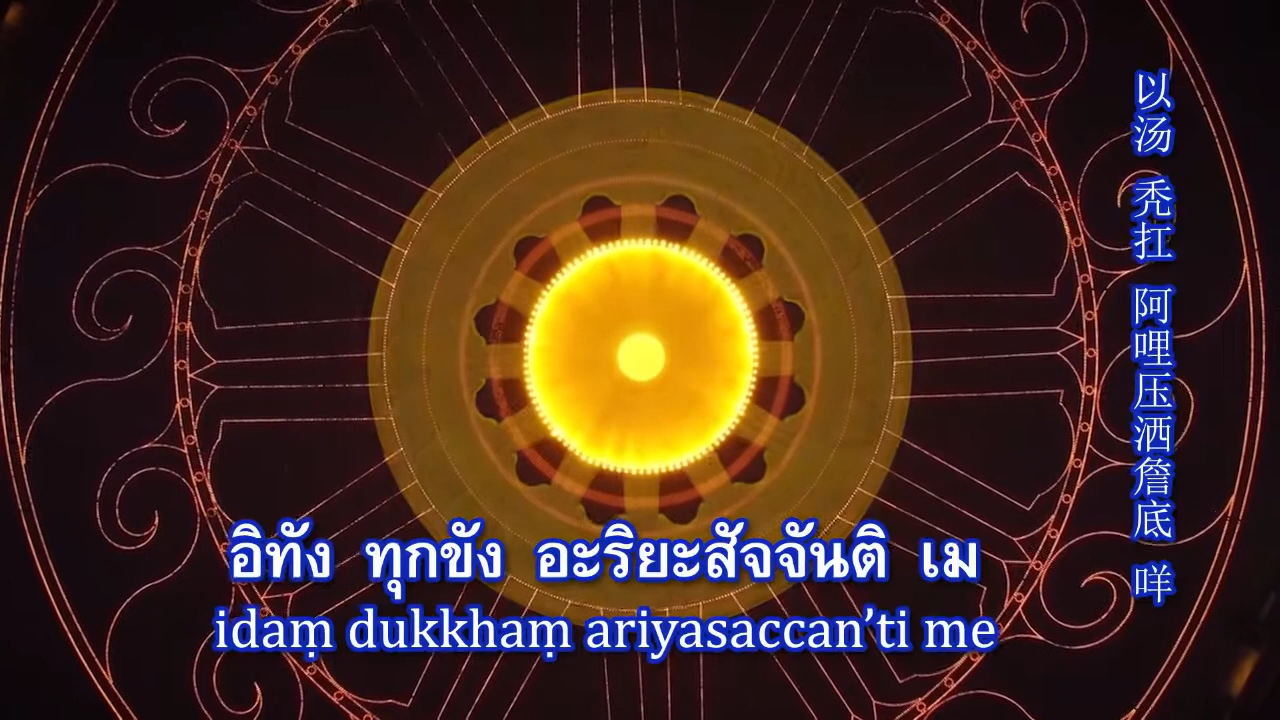 以汤 秃扛 阿哩压洒詹底 咩
อิทัง ทุกขัง อะริยะสัจจันติ เม
idaṃ dukkhaṃ ariyasaccan’ti me